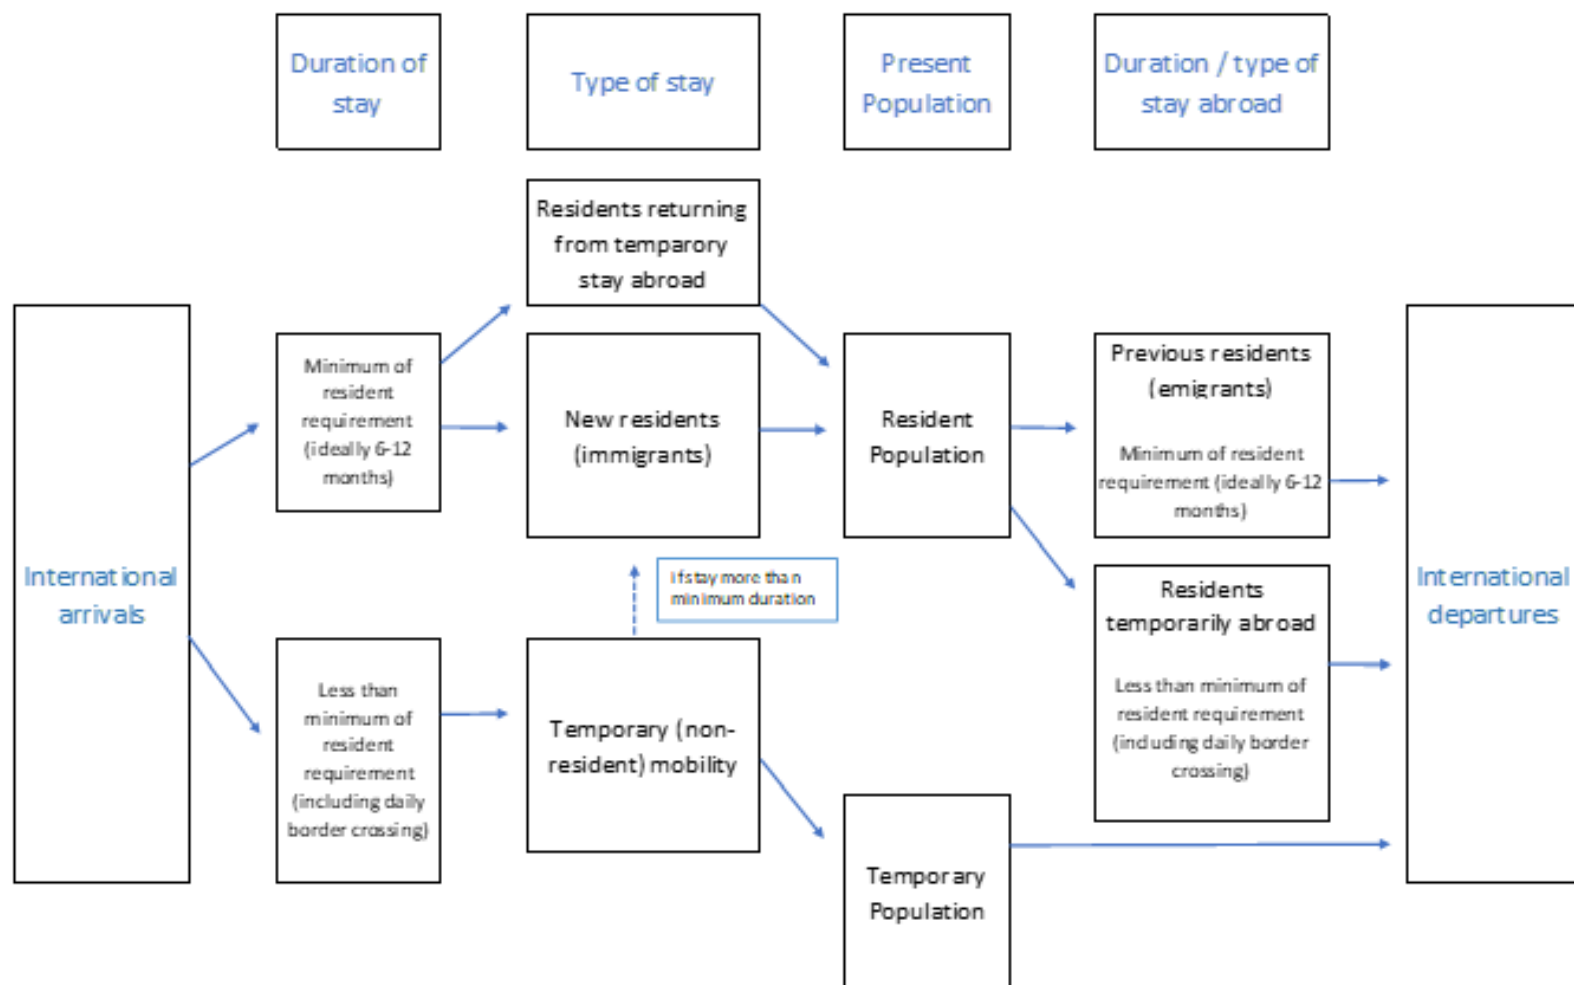 Duration of
stay
Type of stay
Present
Population
Duration / type of
stay abroad
Residents returning
from temparory
stay abroad
International
arrivals
Minimum of
resident
requirement
(ideally 6-12
months)
New residents
(immigrants)
Resident
Population
Previous residents
(emigrants)
Minimum of resident
requirement (ideally 6-12
months)
International
departures
If stay more than
minimum duration
Less than
minimum of
resident
requirement
(including daily
border crossing)
Temporary (non-
resident) mobility
Residents
temporarily abroad
Less than minimum of
resident requirement
(including daily border
crossing)
Temporary
Population